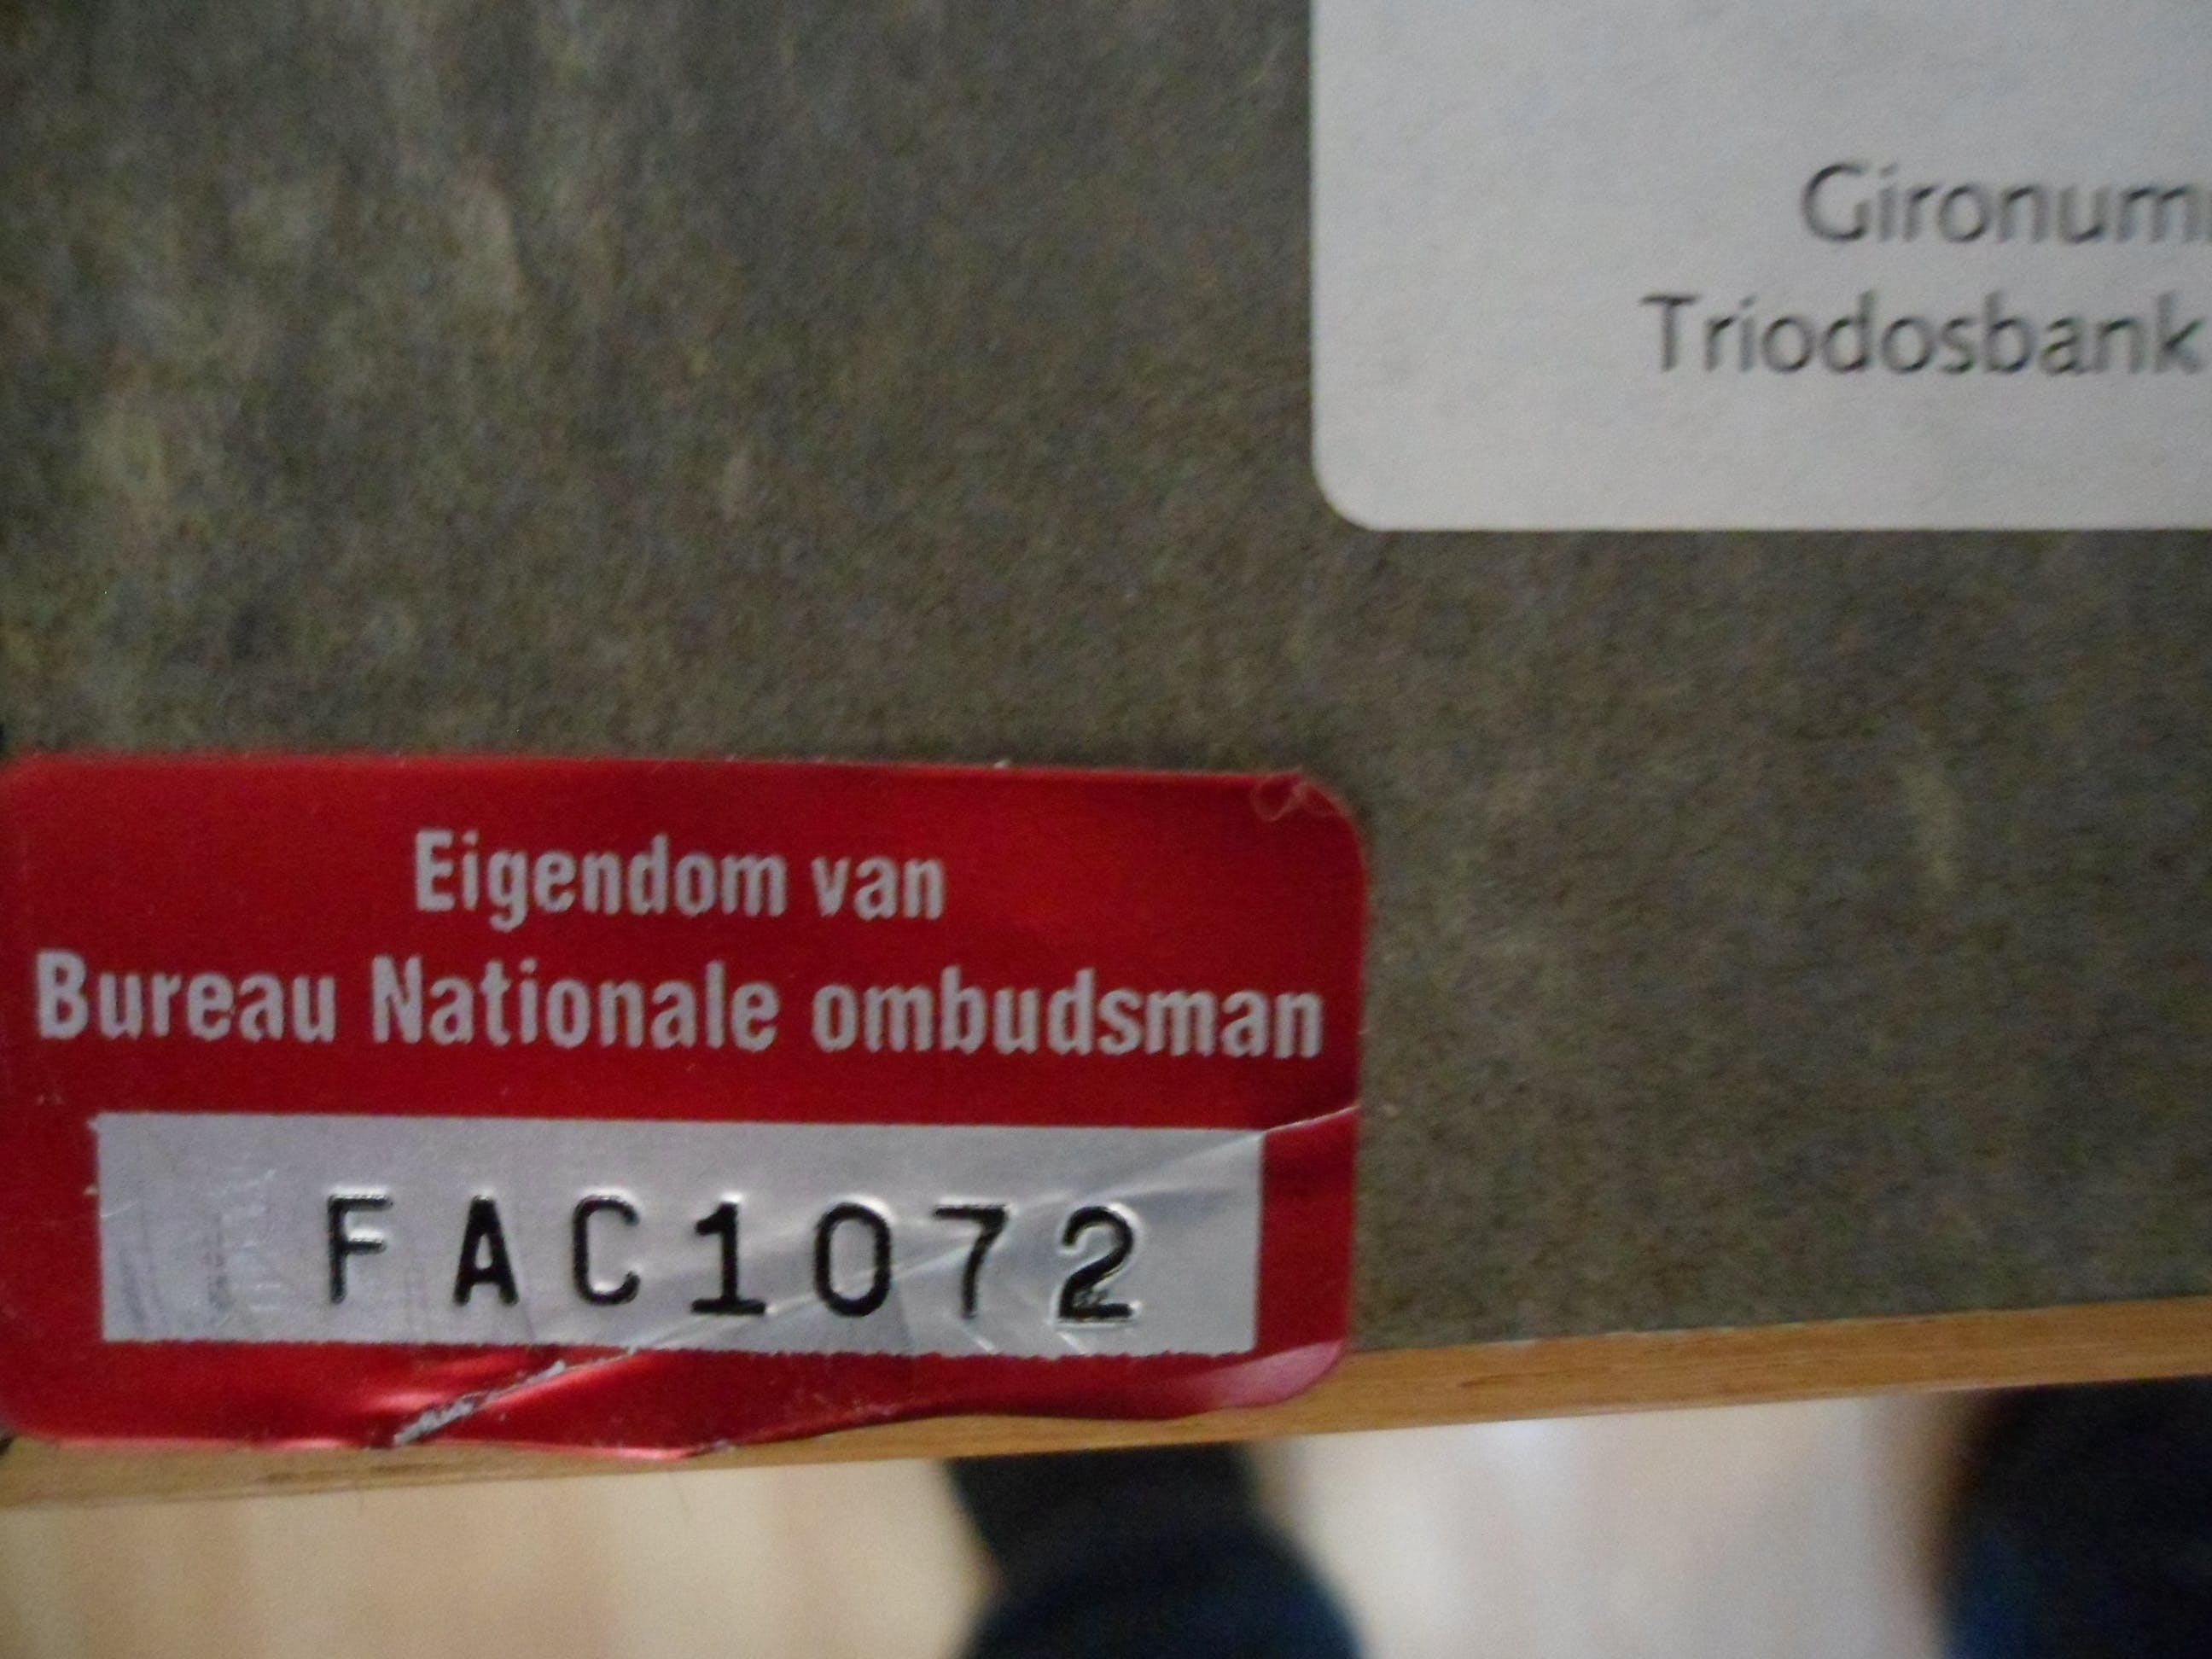 Gironum
Triodosbank
Eigendom van
Bureau Nationale ombudsman
FAC1072